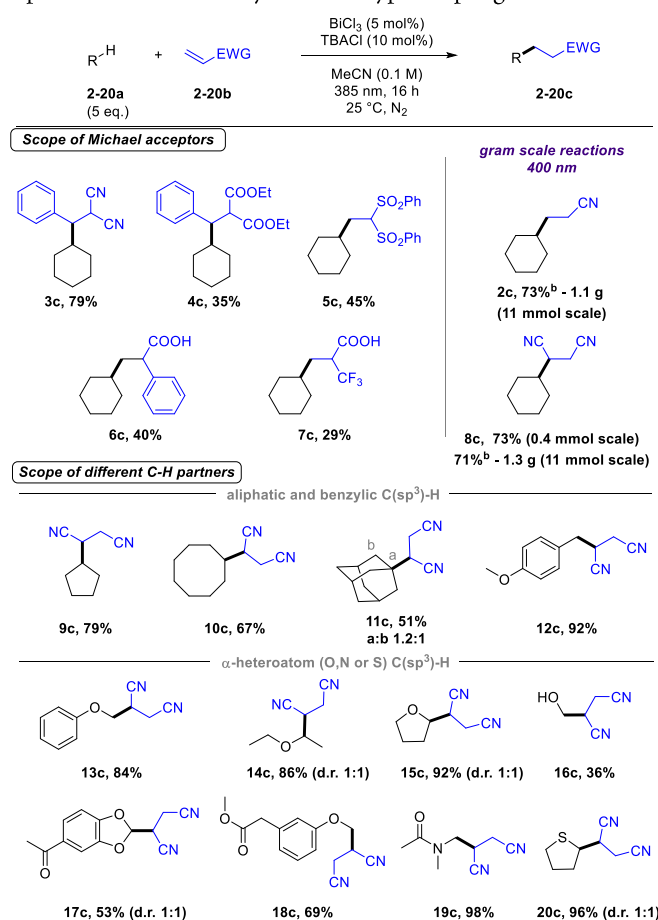 BiCl3 (5 mol%)
TBACl (10 mol%)
R H + EWG
MeCN (0.1 M)
385 nm, 16 h
25 °C, N2
R EWG
2-20a
(5 eq.)
2-20b
2-20c
Scope of Michael acceptors
gram scale reactions
400 nm
CN
CN
3c, 79%
COOEt
COOEt
4c, 35%
SO2Ph
SO2Ph
5c, 45%
CN
2c, 73%b - 1.1 g
(11 mmol scale)
COOH
6c, 40%
COOH
CF3
7c, 29%
NC CN
8c, 73% (0.4 mmol scale)
71%b - 1.3 g (11 mmol scale)
Scope of different C-H partners
aliphatic and benzylic C(sp3)-H
NC CN
9c, 79%
CN
CN
10c, 67%
b
a
CN
CN
11c, 51%
a:b 1.2:1
O
CN
CN
12c, 92%
α-heteroatom (O,N or S) C(sp3)-H
O
CN
CN
13c, 84%
CN
NC
O
14c, 86% (d.r. 1:1)
O
CN
CN
15c, 92% (d.r. 1:1)
HO
CN
CN
16c, 36%
O
O
O
CN
CN
17c, 53% (d.r. 1:1)
O
O
O
CN
CN
18c, 69%
O
N
CN
CN
19c, 98%
S
CN
CN
20c, 96% (d.r. 1:1)